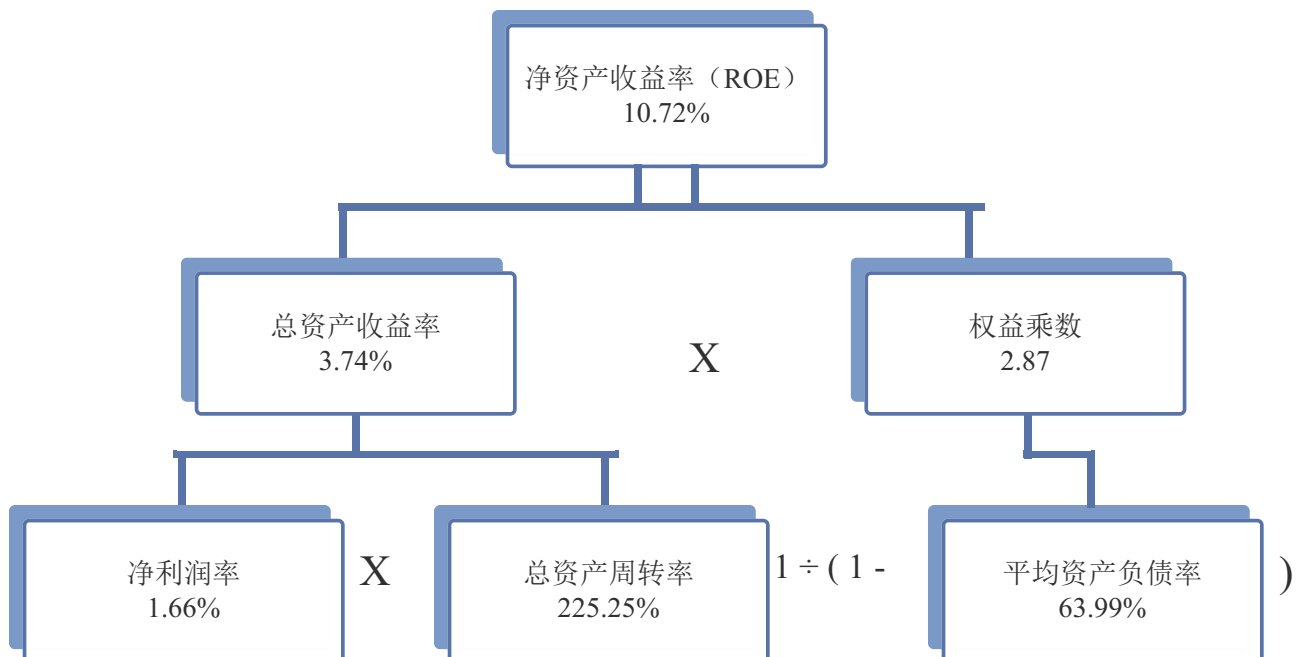 净资产收益率（ROE）
10.72%
总资产收益率
3.74%
X
权益乘数
2.87
净利润率
1.66%
X
总资产周转率
225.25%
1 ÷ ( 1 -
平均资产负债率
63.99%
)